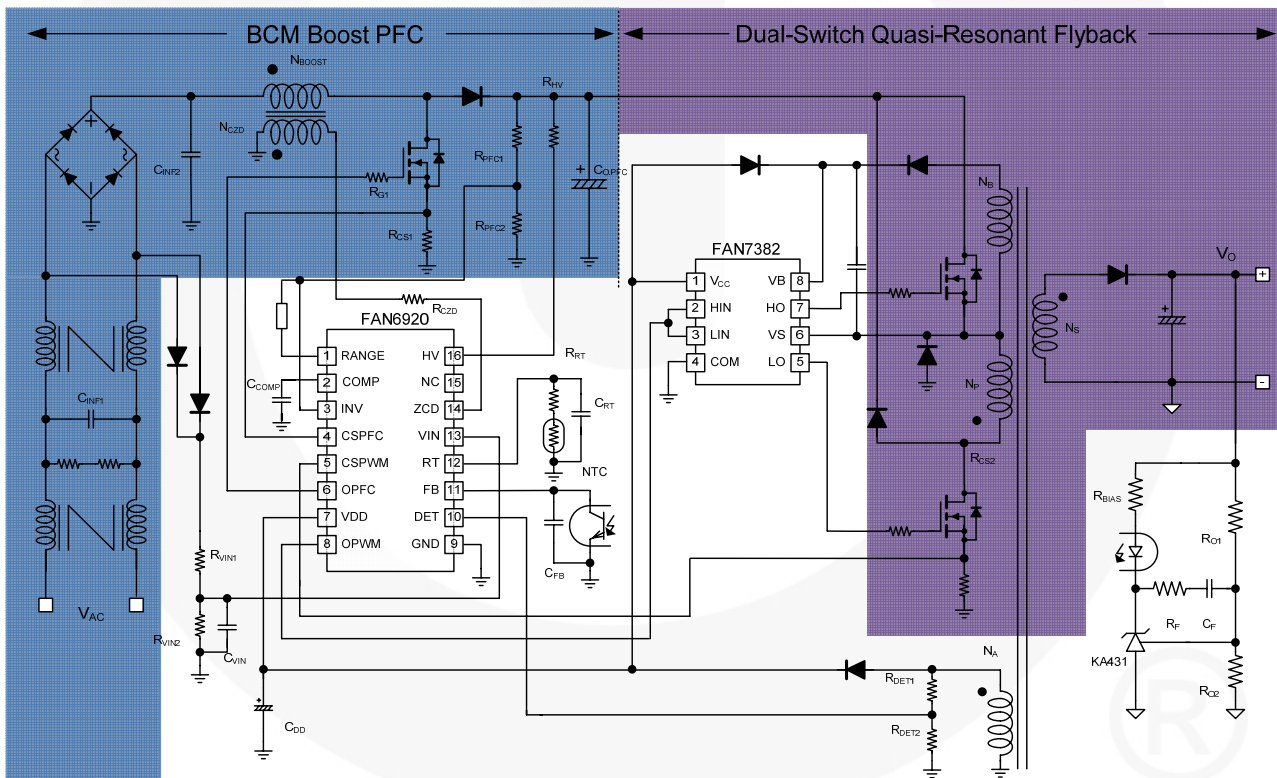 BCM Boost PFC
Dual-Switch Quasi-Resonant Flyback
NBOOST
NCZD
CINF2
RG1
RCS1
RPFC1
RPFC2
RHV
CO.PFC
+
RCZD
FAN6920
1 RANGE
2 COMP
3 INV
4 CSPFC
5 CSPWM
6 OPFC
7 VDD
8 OPWM
HV 16
NC 15
ZCD 14
VIN 13
RT 12
FB 11
DET 10
GND 9
CCOMP
RRT
CRT
NTC
CFB
FAN7382
1 VCC
2 HIN
3 LIN
4 COM
VB 8
HO 7
VS 6
LO 5
NB
NP
NS
RCS2
VO
+
-
RBIAS
RO1
RF
CF
KA431
RO2
CINF1
VAC
RVIN1
RVIN2
CVIN
CDD
RDET1
RDET2
NA
®